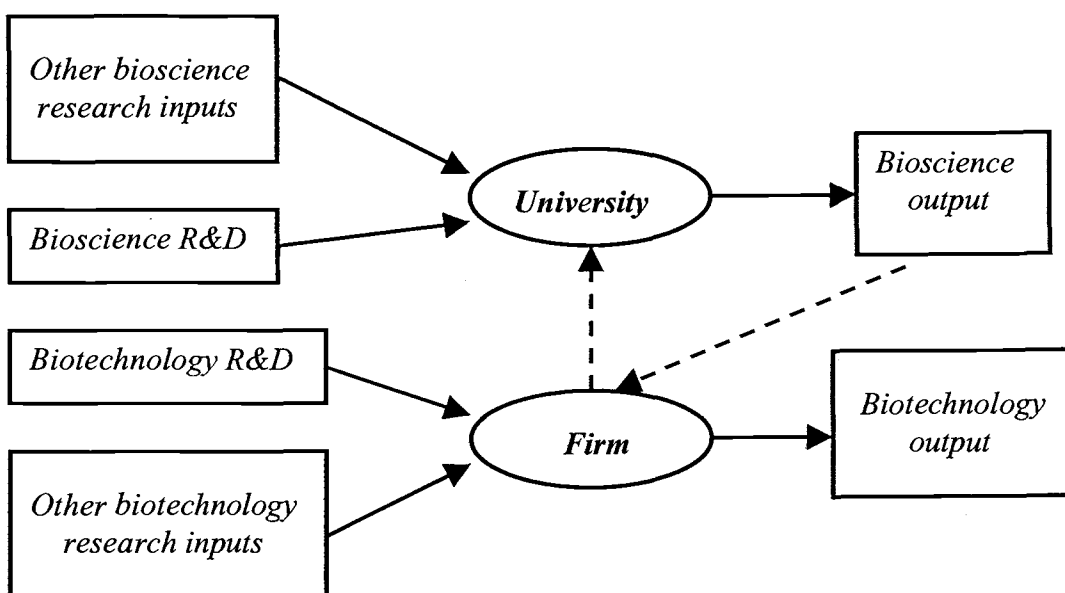 Other bioscience
research inputs
Bioscience R&D
Biotechnology R&D
Other biotechnology
research inputs
University
Firm
Bioscience
output
Biotechnology
output